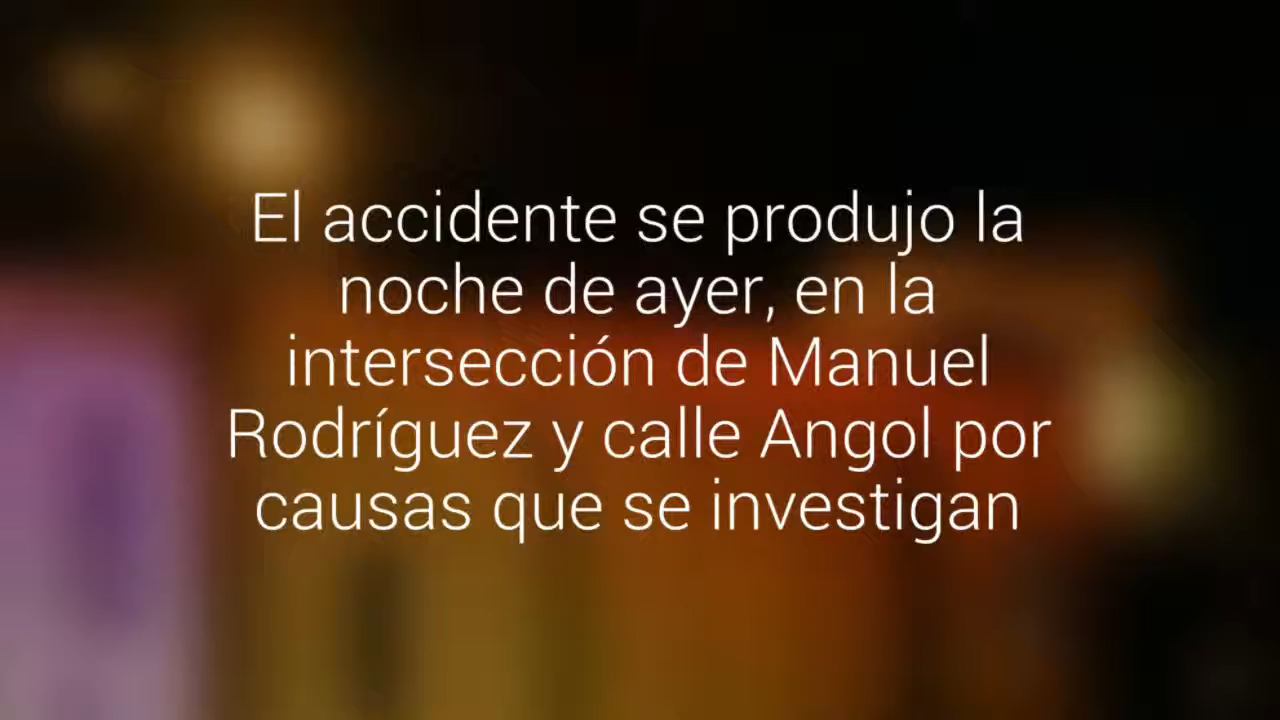 El accidente se produjo la
noche de ayer, en la
intersección de Manuel
Rodríguez y calle Angol por
causas que se investigan